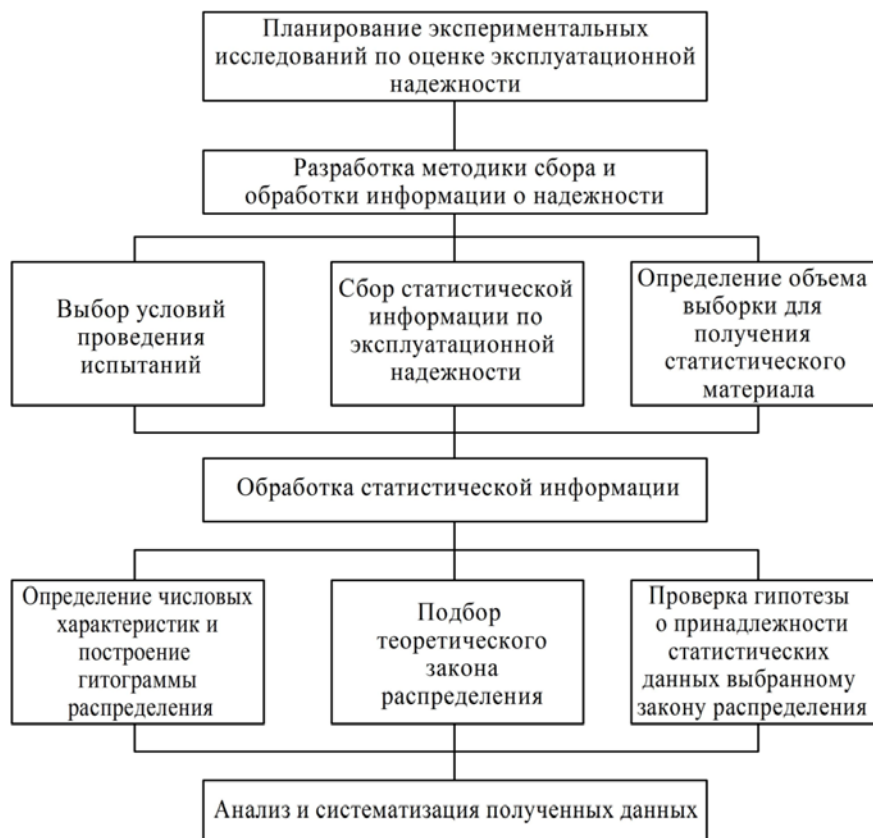 Планирование экспериментальных
исследований по оценке эксплуатационной
надежности
Разработка методики сбора и
обработки информации о надежности
Выбор условий
проведения
испытаний
Сбор статистической
информации по
эксплуатационной
надежности
Определение объема
выборки для
получения
статистического
материала
Обработка статистической информации
Определение числовых
характеристик и
построение
гитограммы
распределения
Подбор
теоретического
закона
распределения
Проверка гипотезы
о принадлежности
статистических
данных выбранному
закону распределения
Анализ и систематизация полученных данных